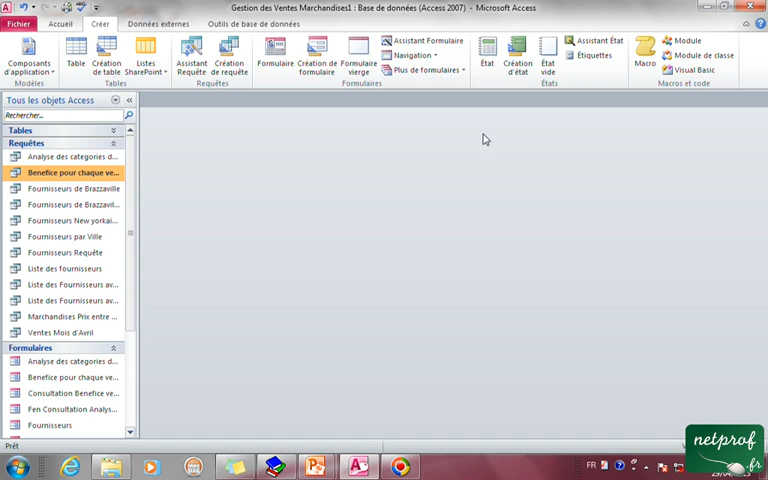 Gestion des Ventes Marchandises1 : Base de données (Access 2007) - Microsoft Access
Fichier Accueil Créer Données externes Outils de base de données
Composants d'application
Modèles
Table
Création de table
Listes SharePoint
Tables
Assistant Requête
Création de requête
Requêtes
Formulaire
Création de formulaire
Formulaire vierge
Assistant Formulaire
Navigation
Plus de formulaires
Formulaires
État
Création d'état
État vide
Assistant État
Étiquettes
États
Macro
Module
Module de classe
Visual Basic
Macros et code
Tous les objets Access
Rechercher...
Tables
Requêtes
Analyse des categories d...
Benefice pour chaque ve...
Fournisseurs de Brazzaville
Fournisseurs de Brazzavil...
Fournisseurs New yorkai...
Fournisseurs par Ville
Fournisseurs Requête
Liste des fournisseurs
Liste des Fournisseurs av...
Liste des Fournisseurs av...
Marchandises Prix entre ...
Ventes Mois d'Avril
Formulaires
Analyse des categories d...
Benefice pour chaque ve...
Consultation Benefice ve...
Fen Consultation Analys...
Fournisseurs
Prêt
FR
netprof
.fr